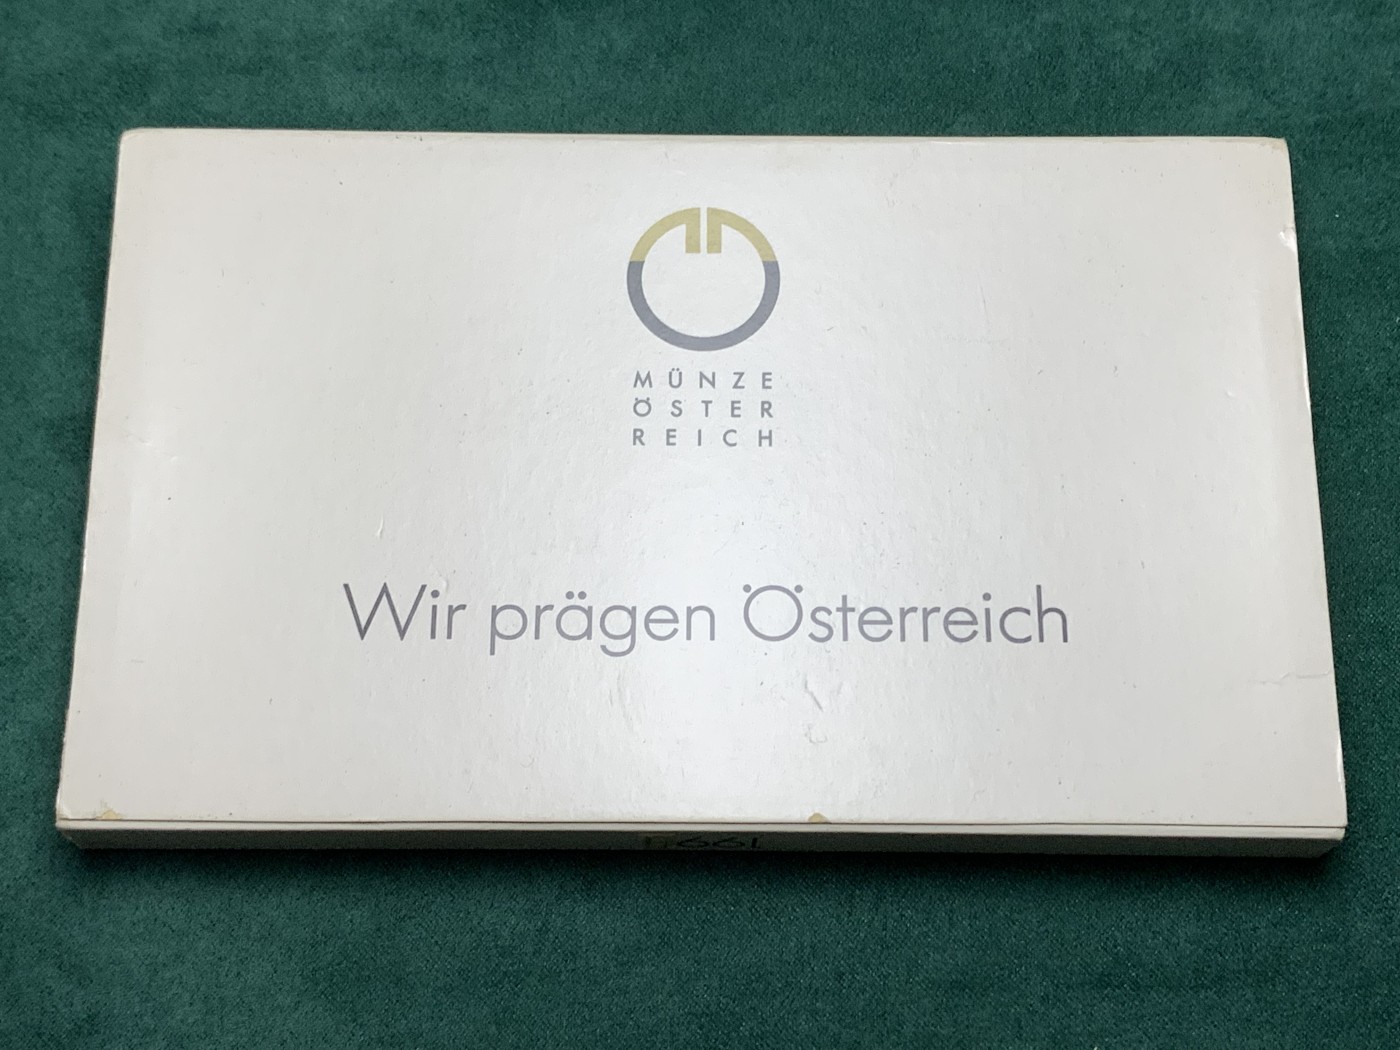 MÜNZE
ÖSTER
REICH
Wir prägen Österreich